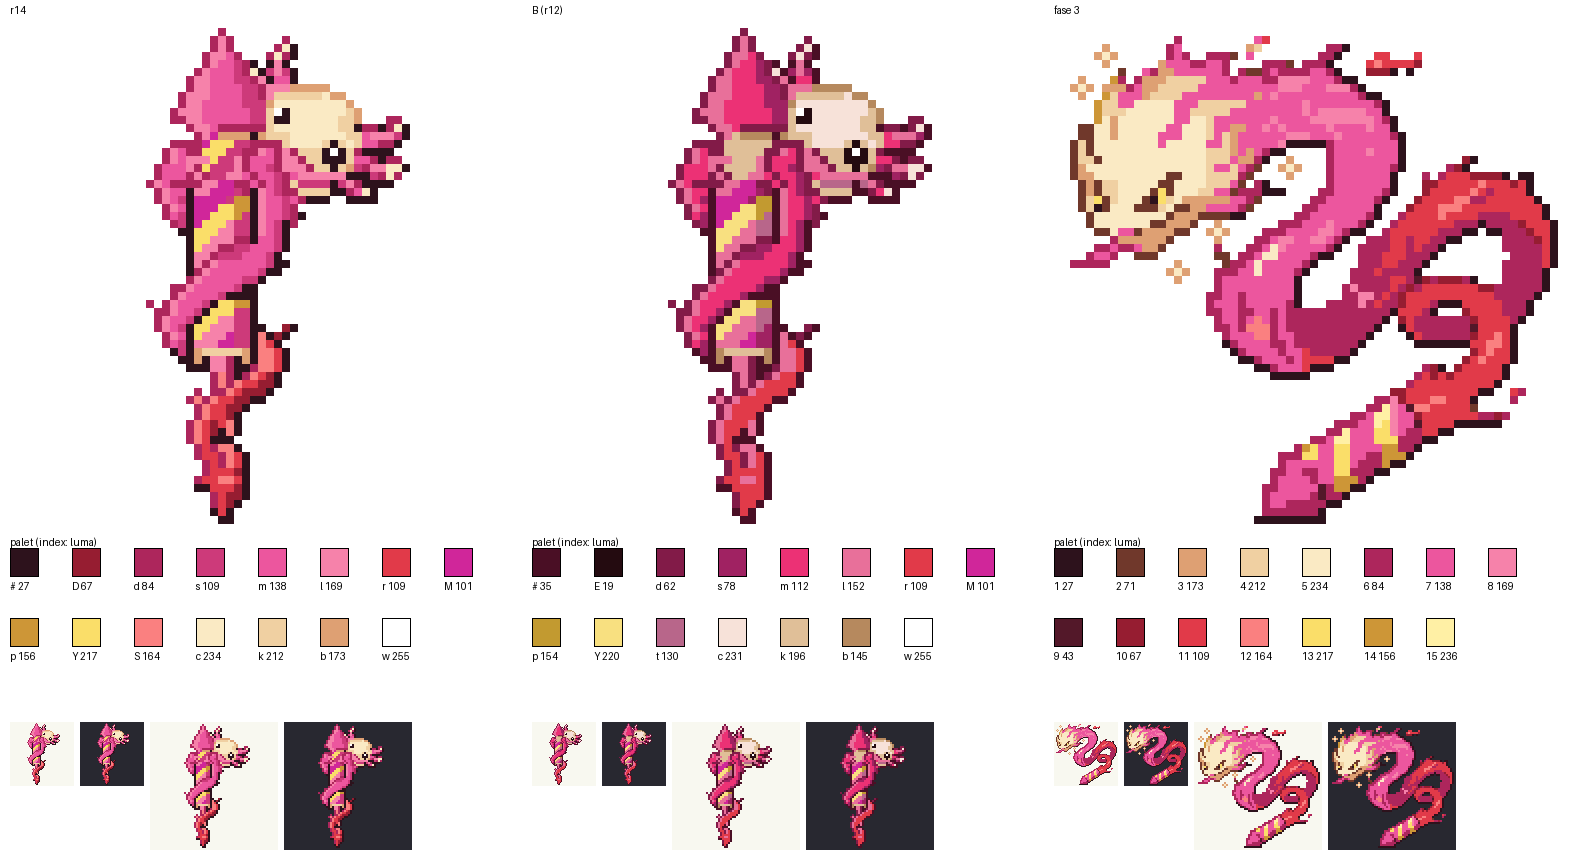 r14
B (r12)
fase 3
palet (index: luma)
palet (index: luma)
palet (index: luma)
# 27 D 67 d 84 s 109 m 138 l 169 r 109 M 101
# 35 E 19 d 62 s 78 m 112 l 152 r 109 M 101
1 27 2 71 3 173 4 212 5 234 6 84 7 138 8 169
p 156 Y 217 S 164 c 234 k 212 b 173 w 255
p 154 Y 220 t 130 c 231 k 196 b 145 w 255
9 43 10 67 11 109 12 164 13 217 14 156 15 236